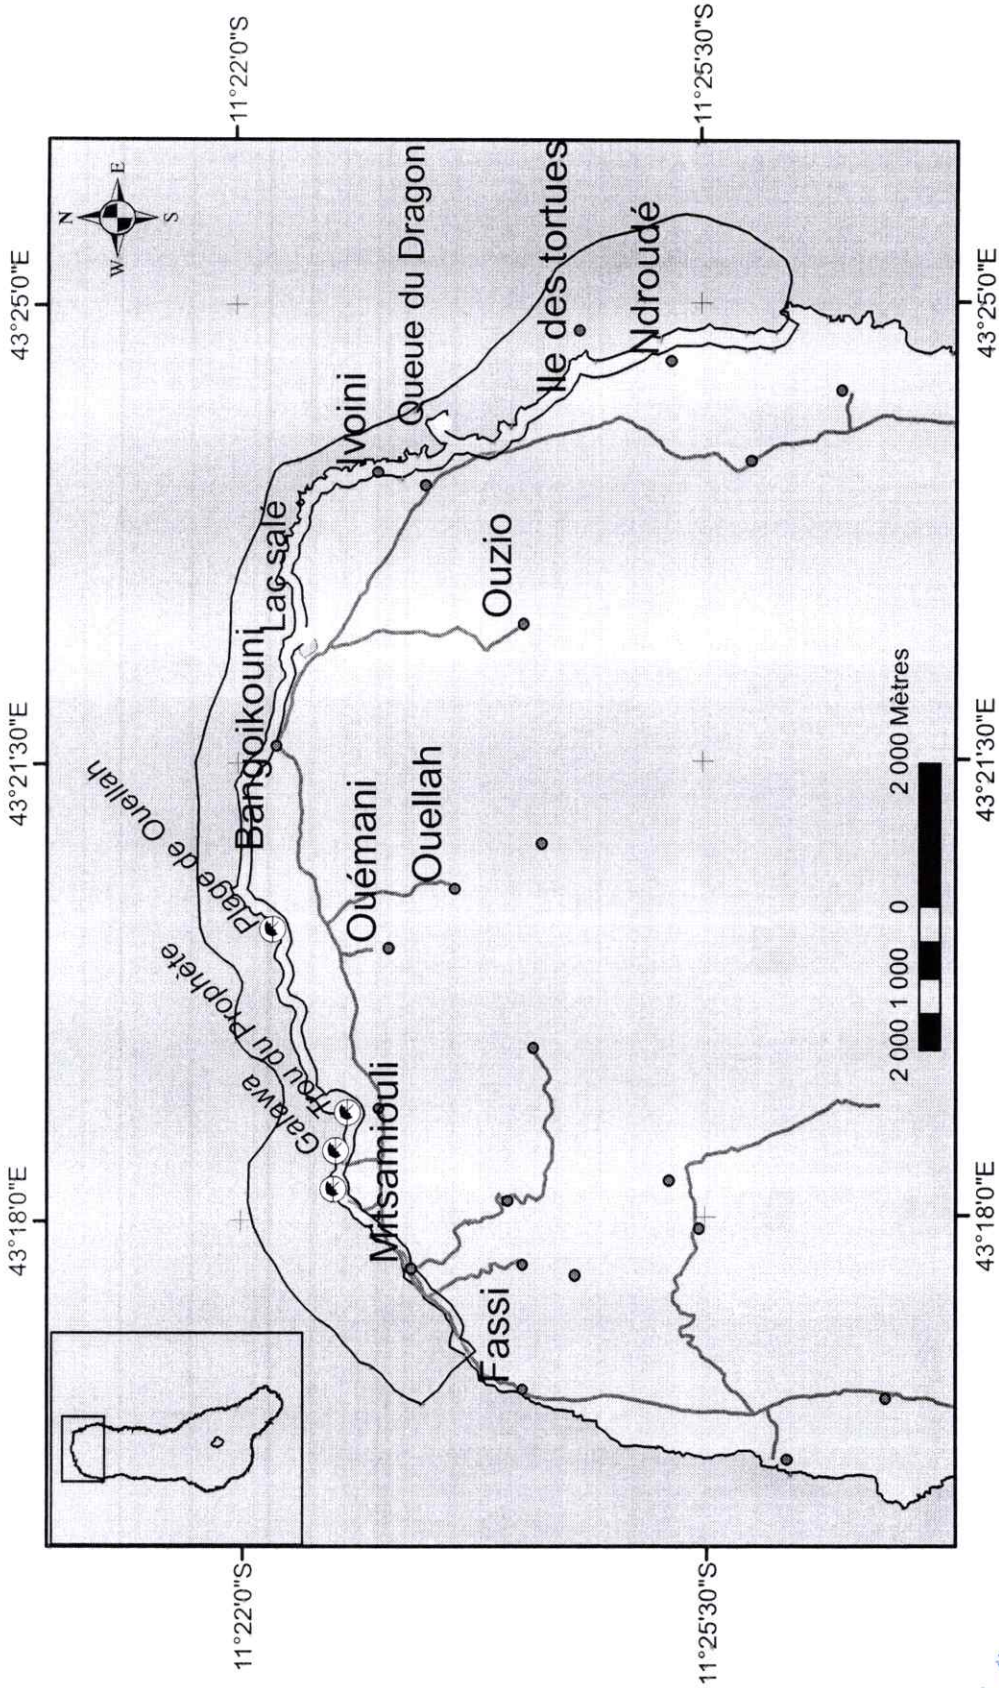 43°18'0"E
43°21'30"E
43°25'0"E
11°22'0"S
11°22'0"S
N
W
E
S
Plage de Ouellah
Trou du Prophète
Galawa
Bangoikouni
Lac salé
Ivoini
Queue du Dragon
Mitsamiouli
Ouémani
Ouellah
Ouzio
Ile des tortues
Fassi
Ndroudé
11°25'30"S
11°25'30"S
2 000 1 000 0 2 000 Mètres
43°18'0"E
43°21'30"E
43°25'0"E